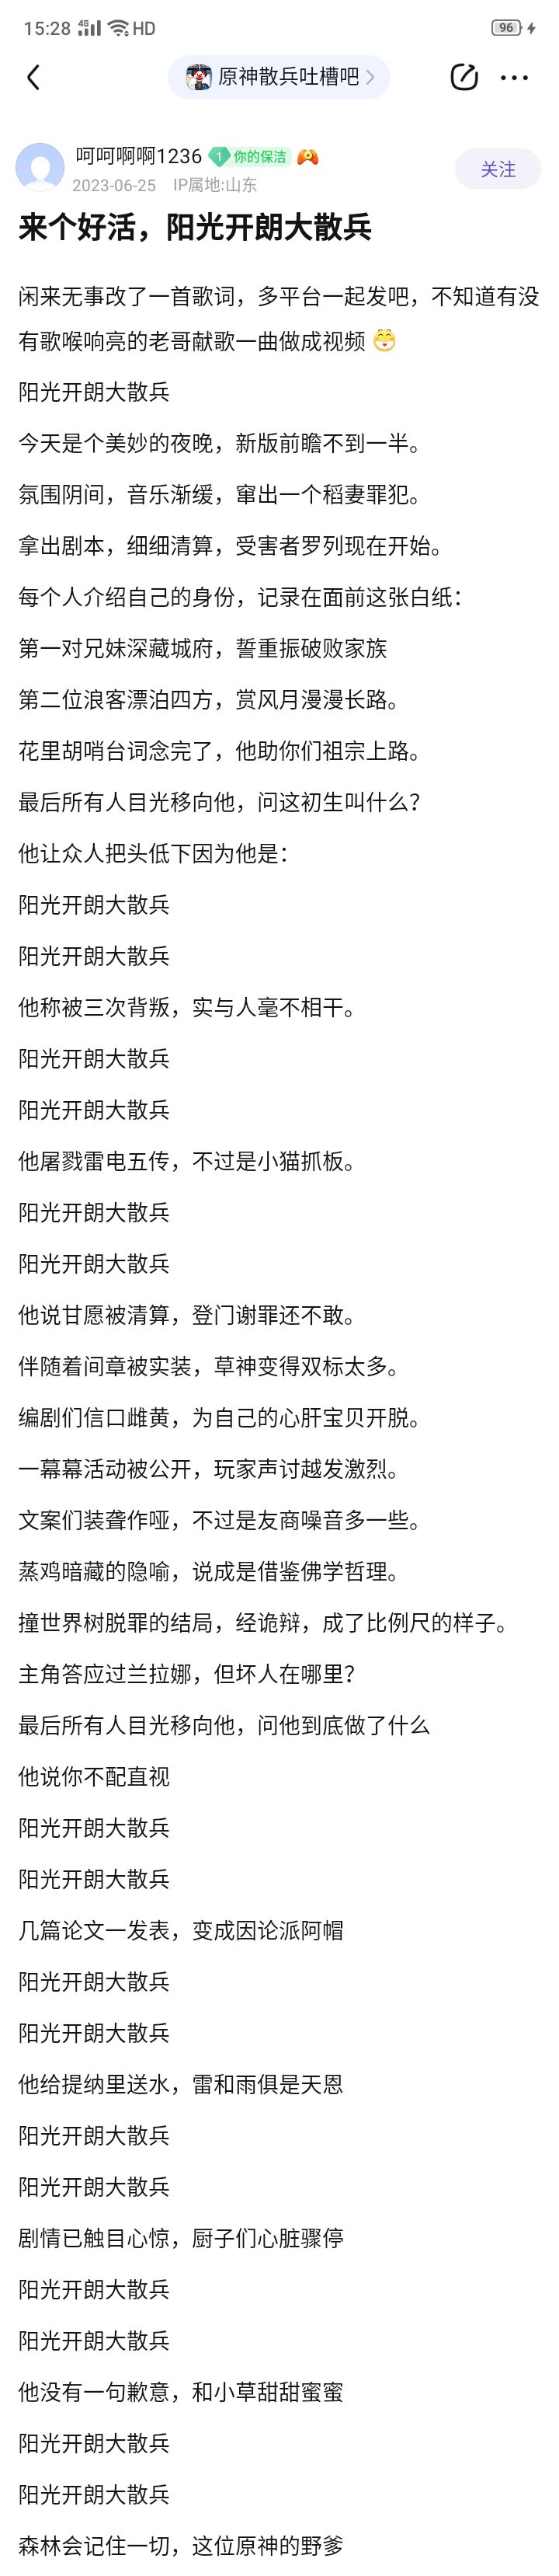 15:28 4G HD 96
原神散兵吐槽吧
呵呵啊啊1236 1 你的保洁
2023-06-25 IP属地:山东
关注
来个好活，阳光开朗大散兵
闲来无事改了一首歌词，多平台一起发吧，不知道有没
有歌喉响亮的老哥献歌一曲做成视频
阳光开朗大散兵
今天是个美妙的夜晚，新版前瞻不到一半。
氛围阴间，音乐渐缓，窜出一个稻妻罪犯。
拿出剧本，细细清算，受害者罗列现在开始。
每个人介绍自己的身份，记录在面前这张白纸：
第一对兄妹深藏城府，誓重振破败家族
第二位浪客漂泊四方，赏风月漫漫长路。
花里胡哨台词念完了，他助你们祖宗上路。
最后所有人目光移向他，问这初生叫什么？
他让众人把头低下因为他是：
阳光开朗大散兵
阳光开朗大散兵
他称被三次背叛，实与人毫不相干。
阳光开朗大散兵
阳光开朗大散兵
他屠戮雷电五传，不过是小猫抓板。
阳光开朗大散兵
阳光开朗大散兵
他说甘愿被清算，登门谢罪还不敢。
伴随着间章被实装，草神变得双标太多。
编剧们信口雌黄，为自己的心肝宝贝开脱。
一幕幕活动被公开，玩家声讨越发激烈。
文案们装聋作哑，不过是友商噪音多一些。
蒸鸡暗藏的隐喻，说成是借鉴佛学哲理。
撞世界树脱罪的结局，经诡辩，成了比例尺的样子。
主角答应过兰拉娜，但坏人在哪里？
最后所有人目光移向他，问他到底做了什么
他说你不配直视
阳光开朗大散兵
阳光开朗大散兵
几篇论文一发表，变成因论派阿帽
阳光开朗大散兵
阳光开朗大散兵
他给提纳里送水，雷和雨俱是天恩
阳光开朗大散兵
阳光开朗大散兵
剧情已触目心惊，厨子们心脏骤停
阳光开朗大散兵
阳光开朗大散兵
他没有一句歉意，和小草甜甜蜜蜜
阳光开朗大散兵
阳光开朗大散兵
森林会记住一切，这位原神的野爹